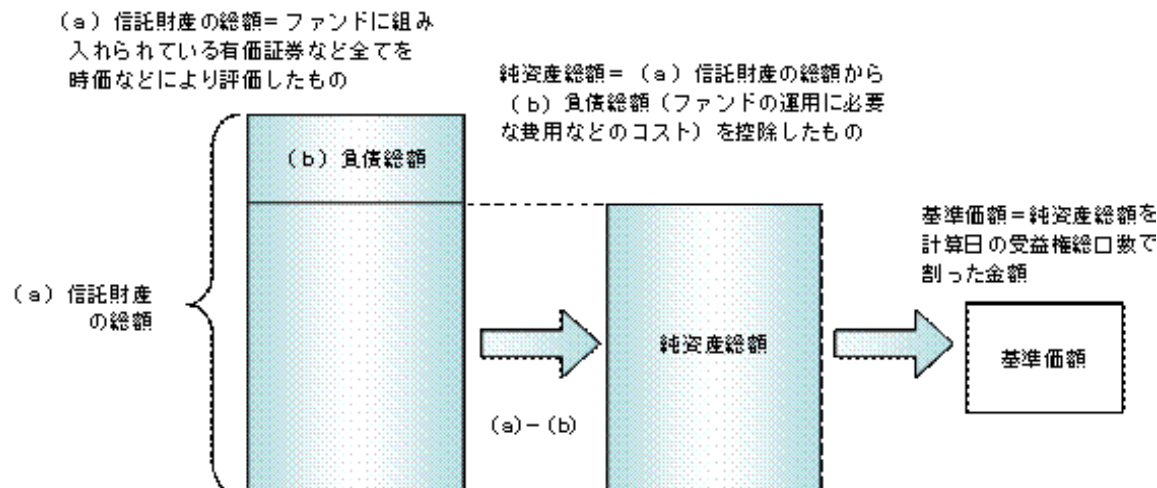 (a) 信託財産の総額=ファンドに組み
入れられている有価証券など全てを
時価などにより評価したもの
純資産総額=(a) 信託財産の総額から
(b) 負債総額(ファンドの運用に必要
な費用などのコスト)を控除したもの
(b) 負債総額
基準価額=純資産総額を
計算日の受益権総口数で
割った金額
(a) 信託財産
の総額
純資産総額
基準価額
(a)-(b)